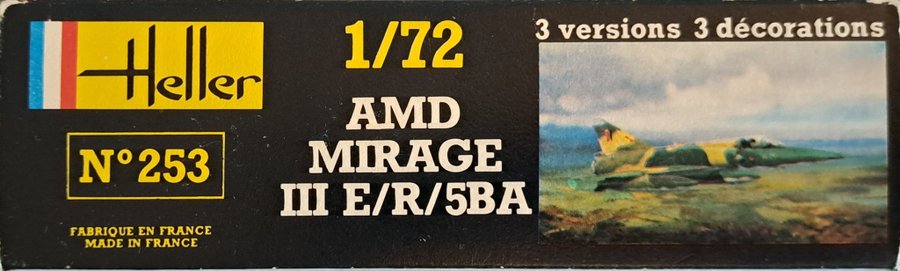 Heller
N° 253
FABRIQUE EN FRANCE
MADE IN FRANCE
1/72
AMD
MIRAGE
III E/R/5BA
3 versions 3 décorations